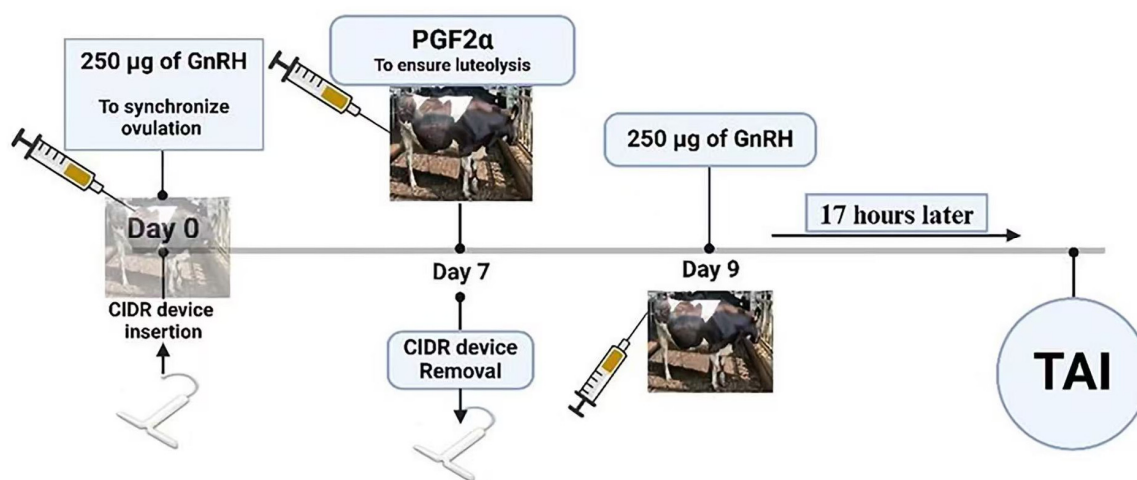 250 µg of GnRH
To synchronize
ovulation
Day 0
CIDR device
insertion
PGF2α
To ensure luteolysis
Day 7
CIDR device
Removal
250 µg of GnRH
Day 9
17 hours later
TAI